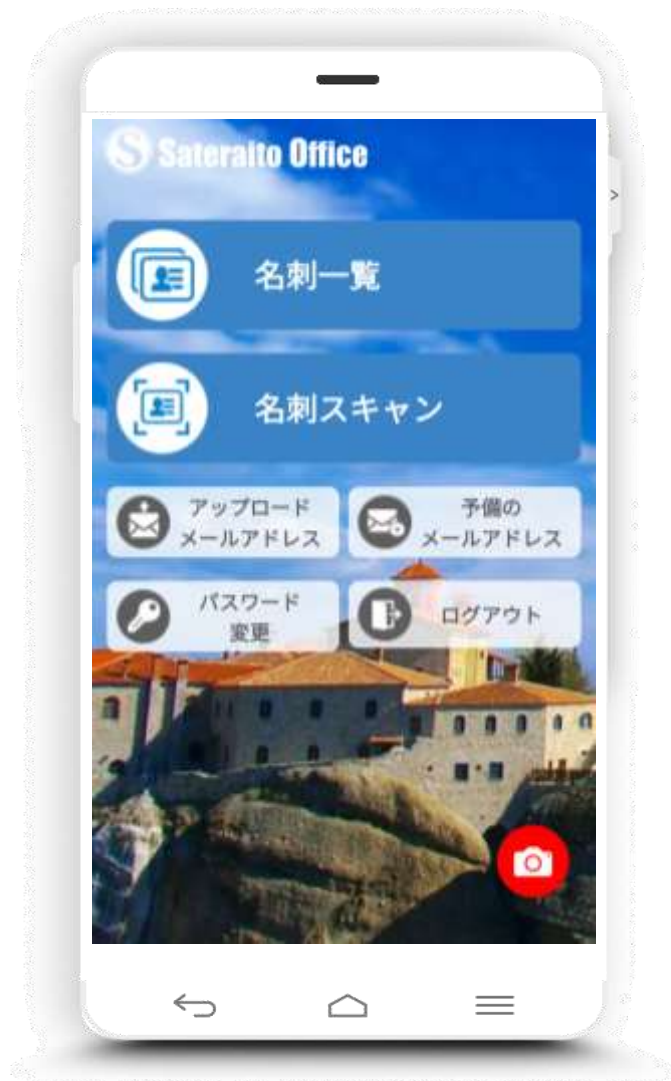 Sateraito Office
名刺一覧
名刺スキャン
アップロード
メールアドレス
予備の
メールアドレス
パスワード
変更
ログアウト